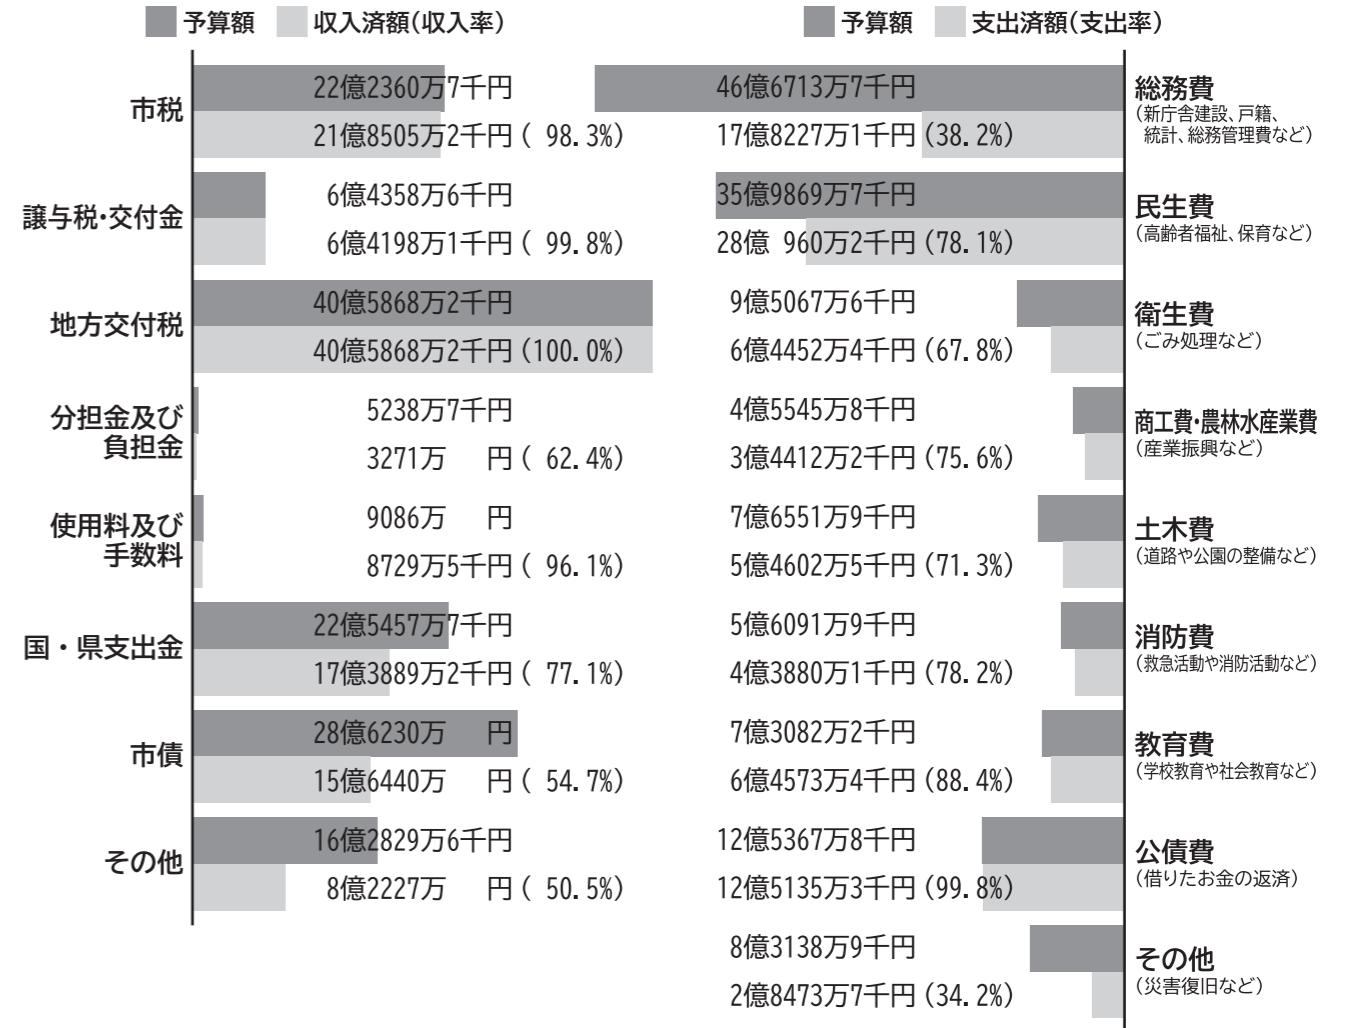 予算額 収入済額(収入率)
市税
22億2360万7千円
21億8505万2千円( 98.3%)
譲与税・交付金
6億4358万6千円
6億4198万1千円( 99.8%)
地方交付税
40億5868万2千円
40億5868万2千円(100.0%)
分担金及び
負担金
5238万7千円
3271万 円( 62.4%)
使用料及び
手数料
9086万 円
8729万5千円( 96.1%)
国・県支出金
22億5457万7千円
17億3889万2千円( 77.1%)
市債
28億6230万 円
15億6440万 円( 54.7%)
その他
16億2829万6千円
8億2227万 円( 50.5%)
予算額 支出済額(支出率)
46億6713万7千円
17億8227万1千円(38.2%)
総務費
(新庁舎建設、戸籍、
統計、総務管理費など)
35億9869万7千円
28億 960万2千円(78.1%)
民生費
(高齢者福祉、保育など)
9億5067万6千円
6億4452万4千円(67.8%)
衛生費
(ごみ処理など)
4億5545万8千円
3億4412万2千円(75.6%)
商工費・農林水産業費
(産業振興など)
7億6551万9千円
5億4602万5千円(71.3%)
土木費
(道路や公園の整備など)
5億6091万9千円
4億3880万1千円(78.2%)
消防費
(救急活動や消防活動など)
7億3082万2千円
6億4573万4千円(88.4%)
教育費
(学校教育や社会教育など)
12億5367万8千円
12億5135万3千円(99.8%)
公債費
(借りたお金の返済)
8億3138万9千円
2億8473万7千円(34.2%)
その他
(災害復旧など)